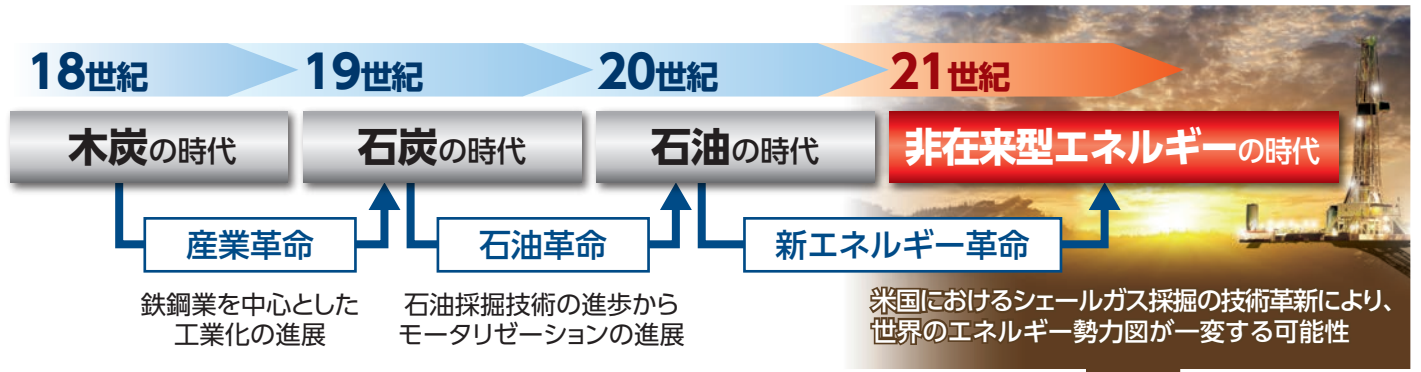 18世紀
19世紀
20世紀
21世紀
木炭の時代
石炭の時代
石油の時代
非在来型エネルギーの時代
産業革命
石油革命
新エネルギー革命
鉄鋼業を中心とした
工業化の進展
石油採掘技術の進歩から
モータリゼーションの進展
米国におけるシェールガス採掘の技術革新により、
世界のエネルギー勢力図が一変する可能性